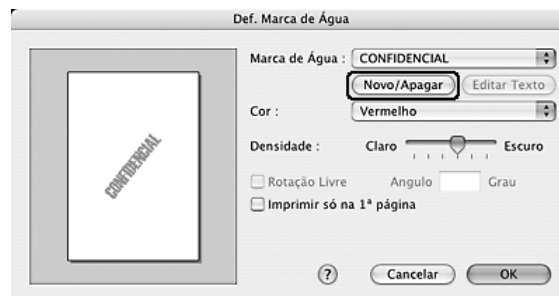 Def. Marca de Água
Marca de Água : CONFIDENCIAL
Novo/Apagar Editar Texto
Cor : Vermelho
Densidade : Claro Escuro
CONFIDENCIAL
Rotação Livre Angulo Grau
Imprimir só na 1ª página
? Cancelar OK